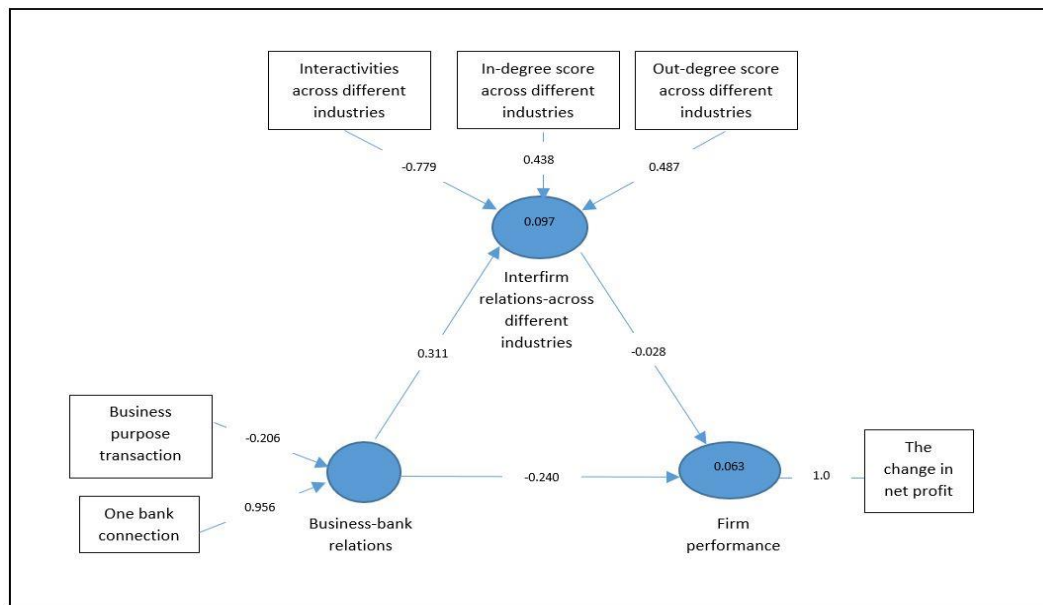 Interactivities
across different
industries
In-degree score
across different
industries
Out-degree score
across different
industries
-0.779
0.438
0.487
0.097
Interfirm
relations-across
different
industries
0.311
-0.028
Business
purpose
transaction
-0.206
One bank
connection
0.956
Business-bank
relations
-0.240
0.063
Firm
performance
1.0
The
change in
net profit